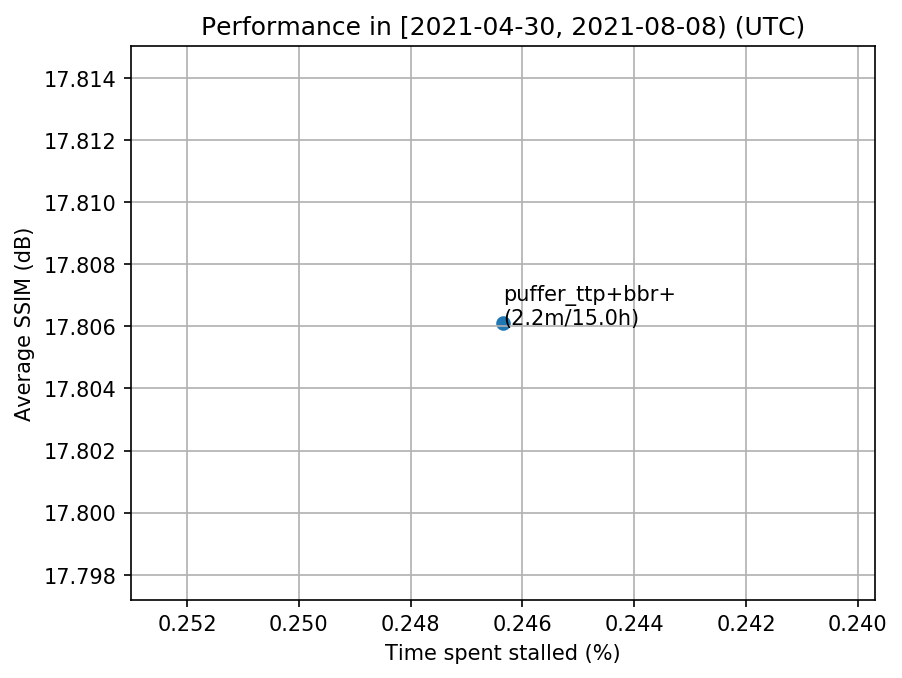 Performance in [2021-04-30, 2021-08-08) (UTC)
17.814
17.812
17.810
17.808
17.806
17.804
17.802
17.800
17.798
Average SSIM (dB)
puffer_ttp+bbr+
(2.2m/15.0h)
0.252 0.250 0.248 0.246 0.244 0.242 0.240
Time spent stalled (%)